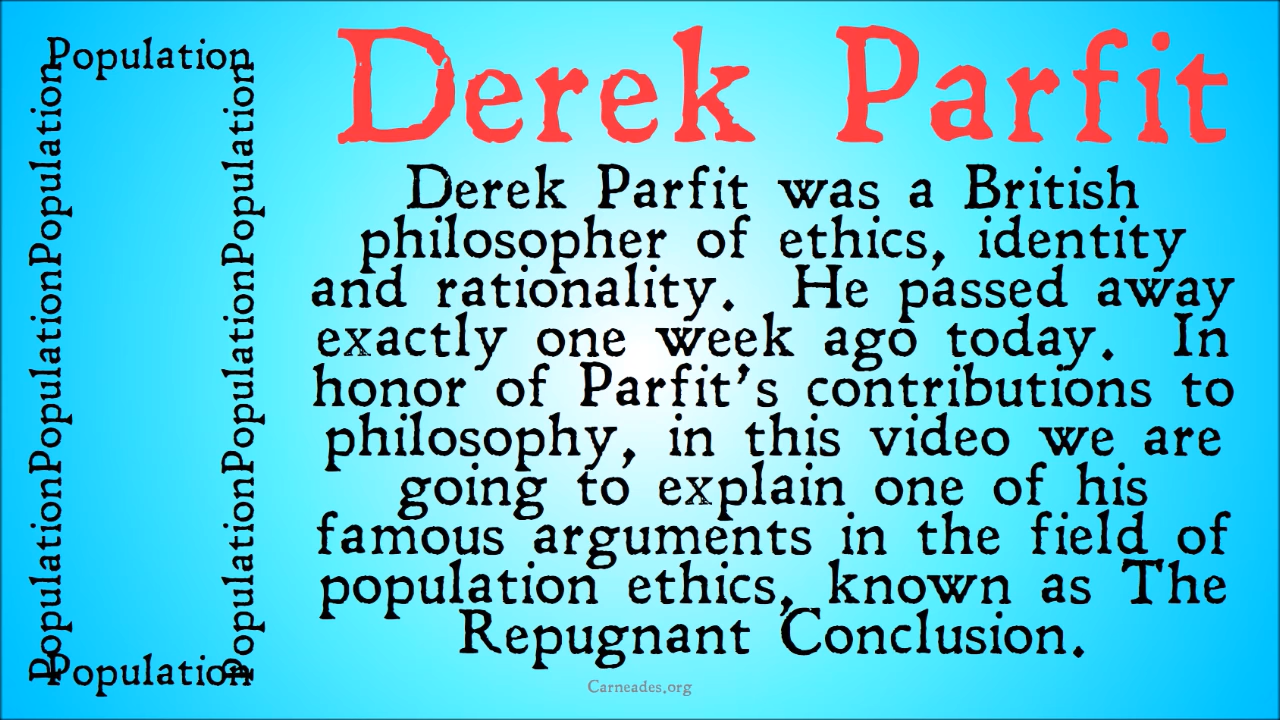 Population
PopulationPopulationPopulation
PopulationPopulationPopulation
Population
Derek Parfit
Derek Parfit was a British
philosopher of ethics, identity
and rationality. He passed away
exactly one week ago today. In
honor of Parfit's contributions to
philosophy, in this video we are
going to explain one of his
famous arguments in the field of
population ethics, known as The
Repugnant Conclusion.
Carneades.org